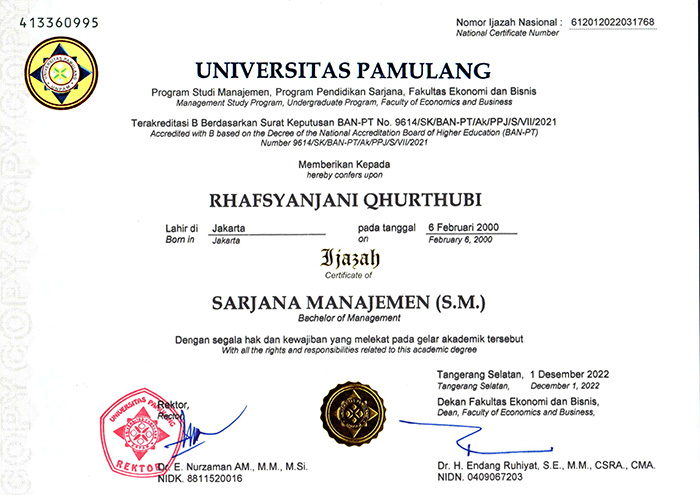 413360995
Nomor Ijazah Nasional : 612012022031768
National Certificate Number
UNIVERSITAS PAMULANG
Program Studi Manajemen, Program Pendidikan Sarjana, Fakultas Ekonomi dan Bisnis
Management Study Program, Undergraduate Program, Faculty of Economics and Business
Terakreditasi B Berdasarkan Surat Keputusan BAN-PT No. 9614/SK/BAN-PT/Ak/PPJ/S/VII/2021
Accredited with B based on the Decree of the National Accreditation Board of Higher Education (BAN-PT)
Number 9614/SK/BAN-PT/Ak/PPJ/S/VII/2021
Memberikan Kepada
hereby confers upon
RHAFSYANJANI QHURTHUBI
Lahir di Jakarta pada tanggal 6 Februari 2000
Born in Jakarta on February 6, 2000
Ijazah
Certificate of
SARJANA MANAJEMEN (S.M.)
Bachelor of Management
Dengan segala hak dan kewajiban yang melekat pada gelar akademik tersebut
With all the rights and responsibilities related to this academic degree
Tangerang Selatan, 1 Desember 2022
Tangerang Selatan, December 1, 2022
Rektor,
Rector,
Dekan Fakultas Ekonomi dan Bisnis,
Dean, Faculty of Economics and Business,
UNIVERSITAS PAMULANG
REKTOR
Dr. E. Nurzaman AM., M.M., M.Si.
NIDK. 8811520016
Dr. H. Endang Ruhiyat, S.E., M.M., CSRA., CMA.
NIDN. 0409067203
COPY COPY COPY COPY